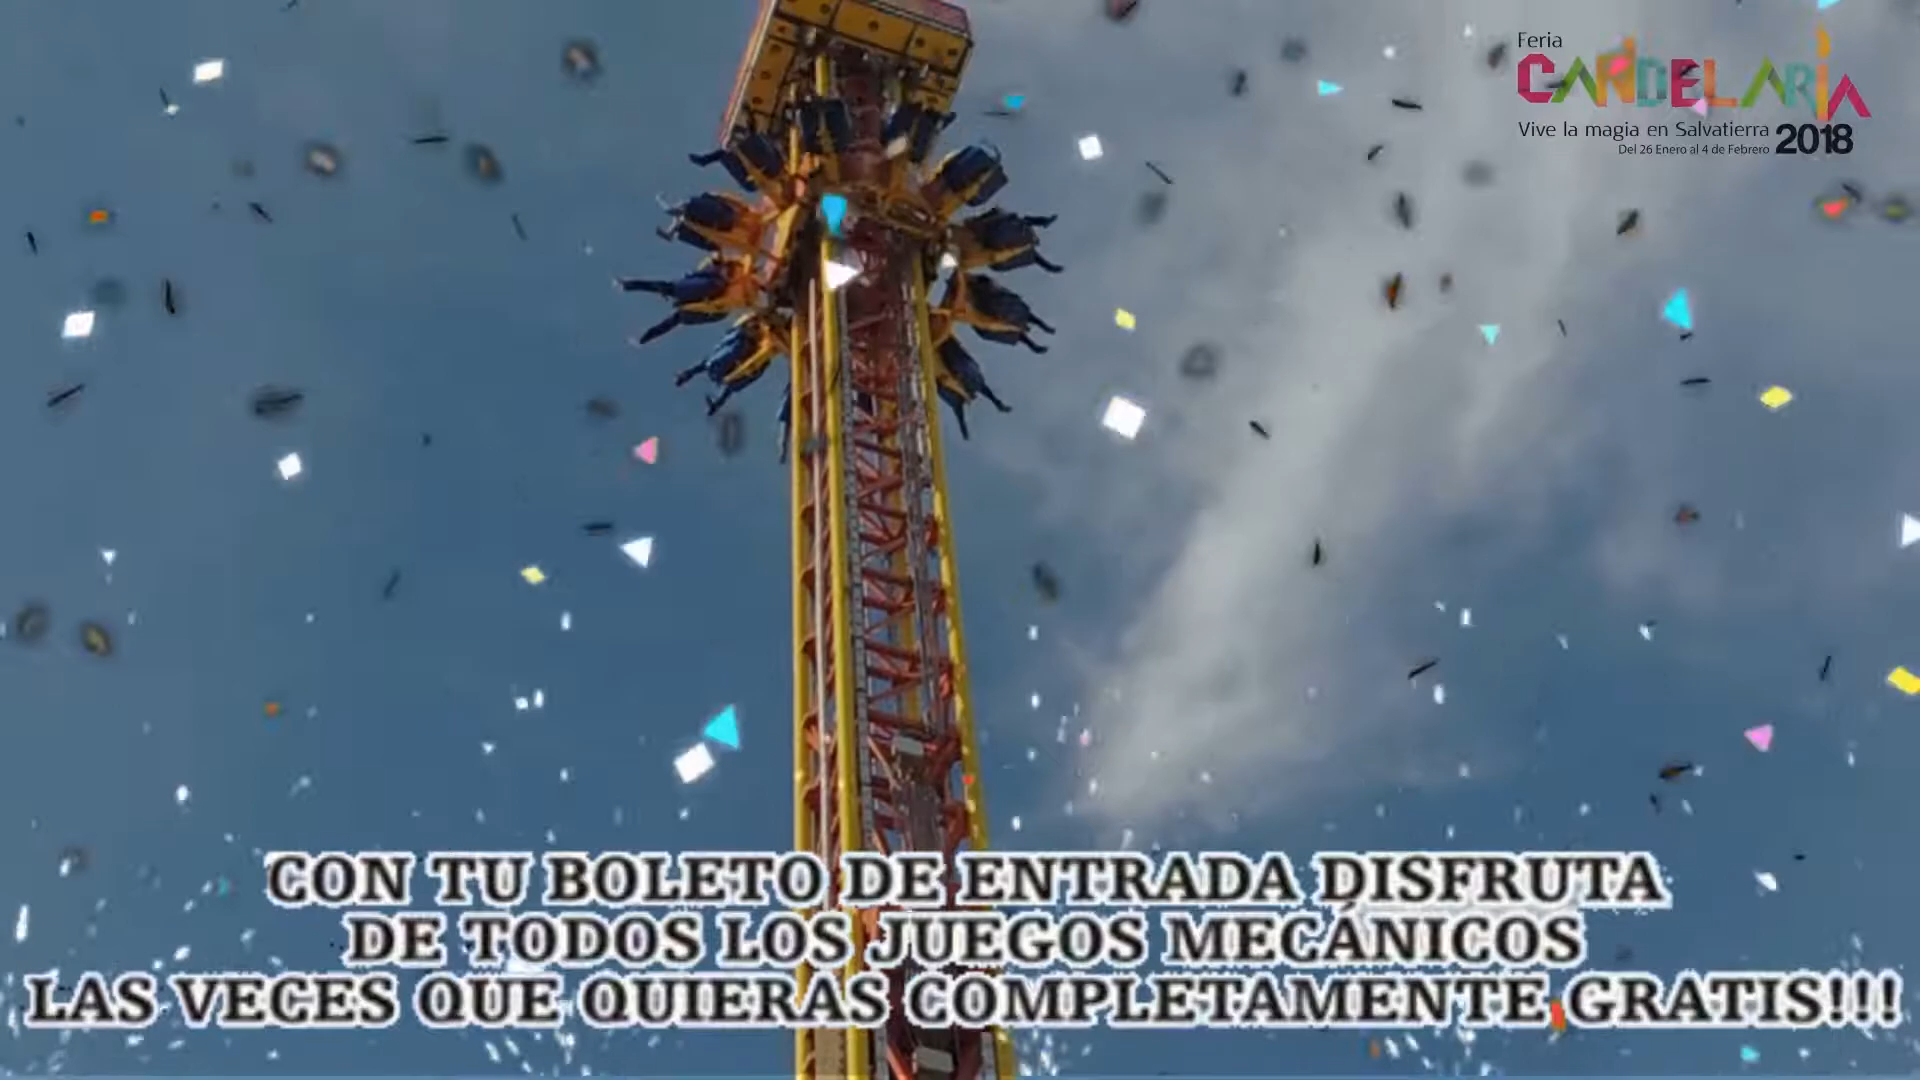 Feria
CANDELARIA
Vive la magia en Salvatierra 2018
Del 26 Enero al 4 de Febrero
CON TU BOLETO DE ENTRADA DISFRUTA
DE TODOS LOS JUEGOS MECÁNICOS
LAS VECES QUE QUIERAS COMPLETAMENTE GRATIS!!!